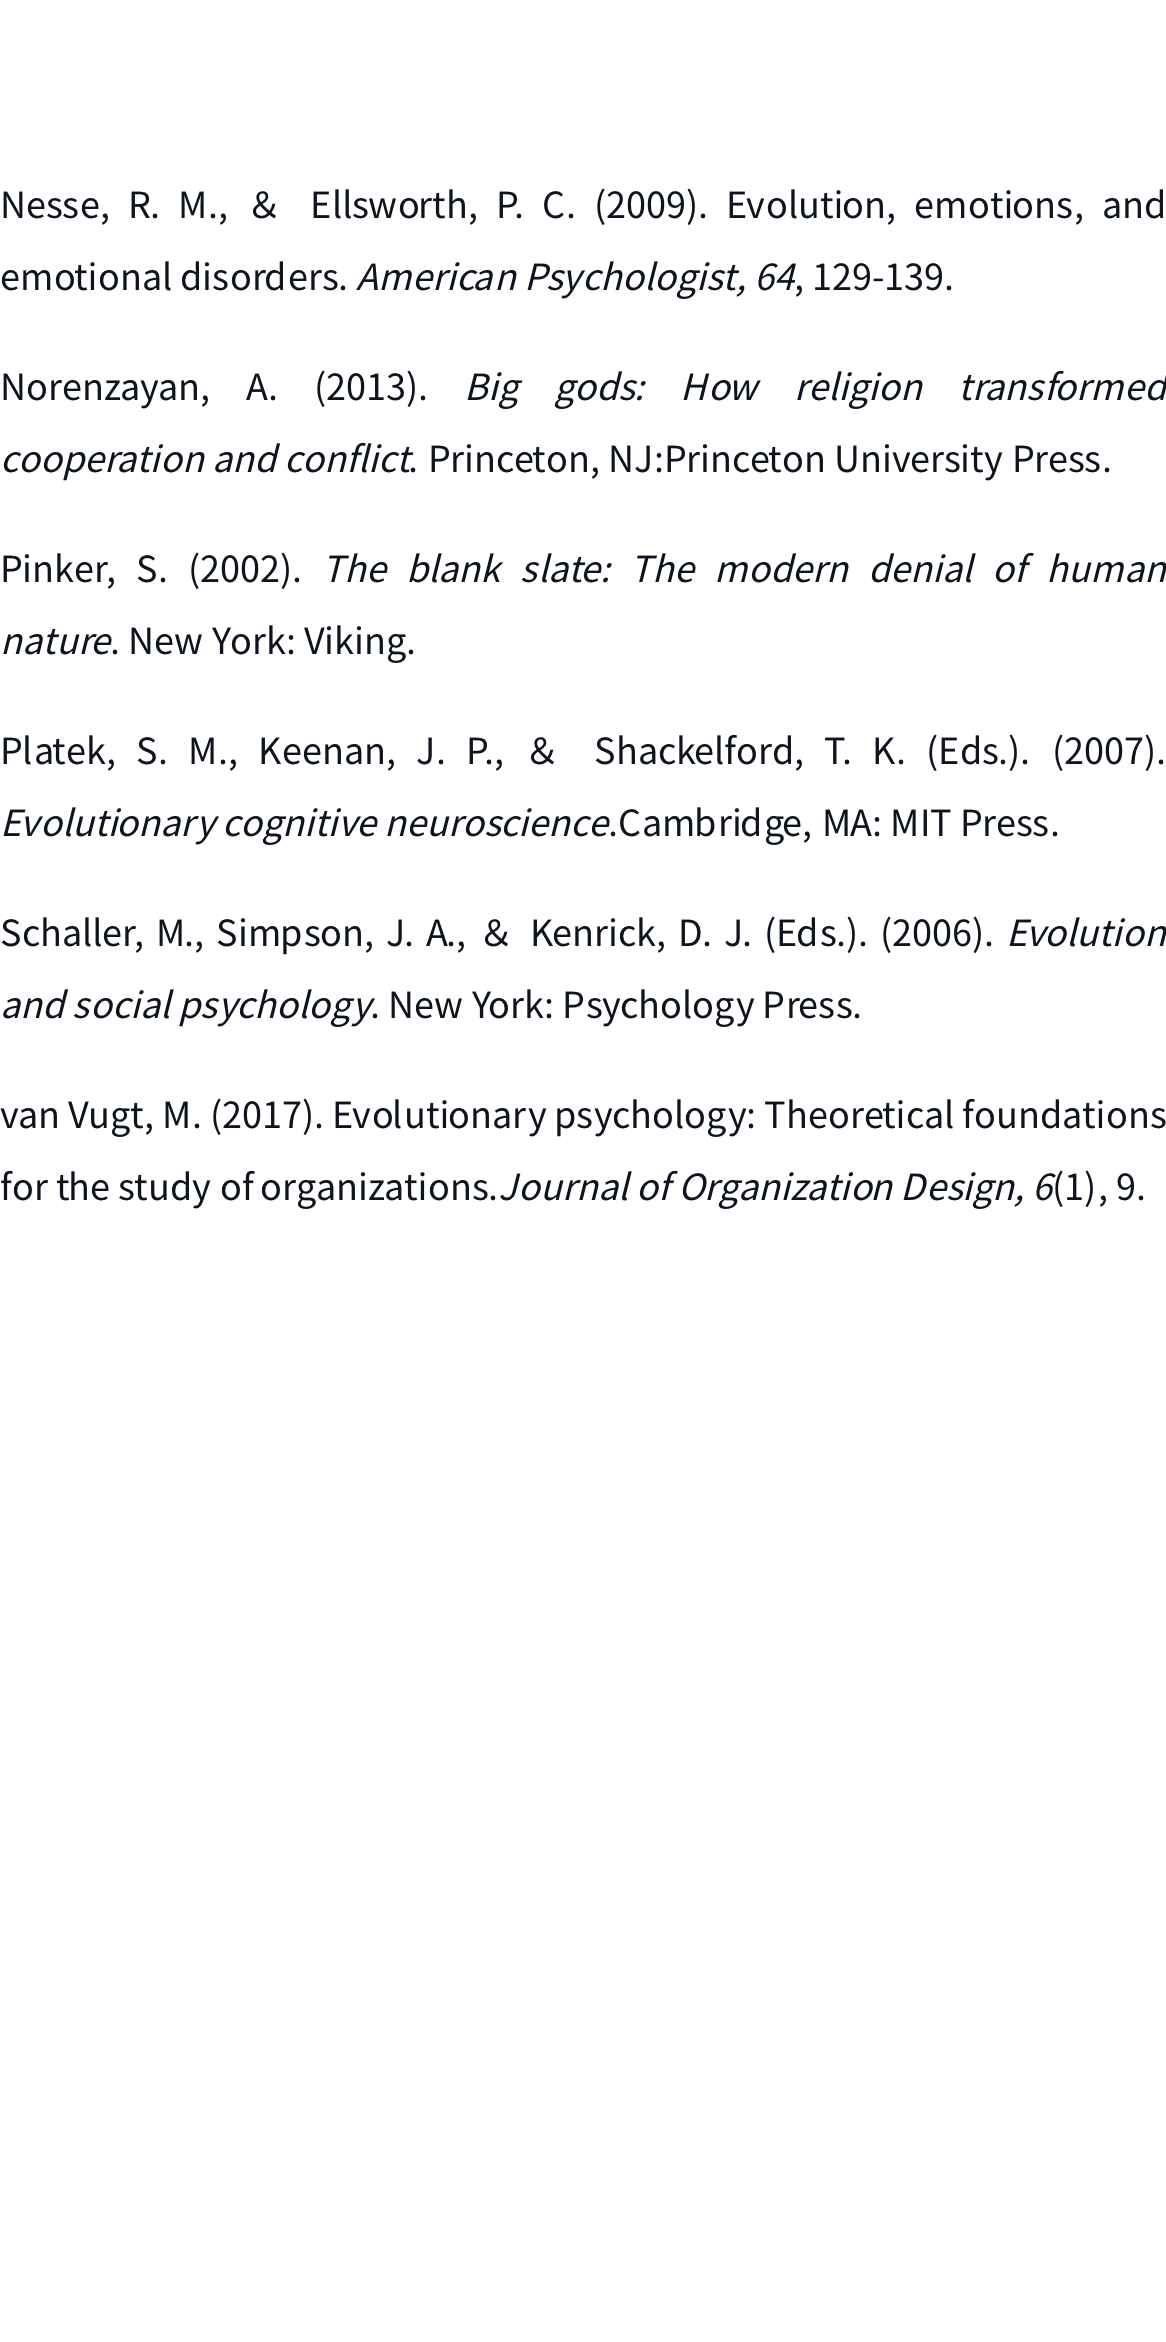 Nesse, R. M., & Ellsworth, P. C. (2009). Evolution, emotions, and
emotional disorders. American Psychologist, 64, 129-139.
Norenzayan, A. (2013). Big gods: How religion transformed
cooperation and conflict. Princeton, NJ:Princeton University Press.
Pinker, S. (2002). The blank slate: The modern denial of human
nature. New York: Viking.
Platek, S. M., Keenan, J. P., & Shackelford, T. K. (Eds.). (2007).
Evolutionary cognitive neuroscience.Cambridge, MA: MIT Press.
Schaller, M., Simpson, J. A., & Kenrick, D. J. (Eds.). (2006). Evolution
and social psychology. New York: Psychology Press.
van Vugt, M. (2017). Evolutionary psychology: Theoretical foundations
for the study of organizations.Journal of Organization Design, 6(1), 9.